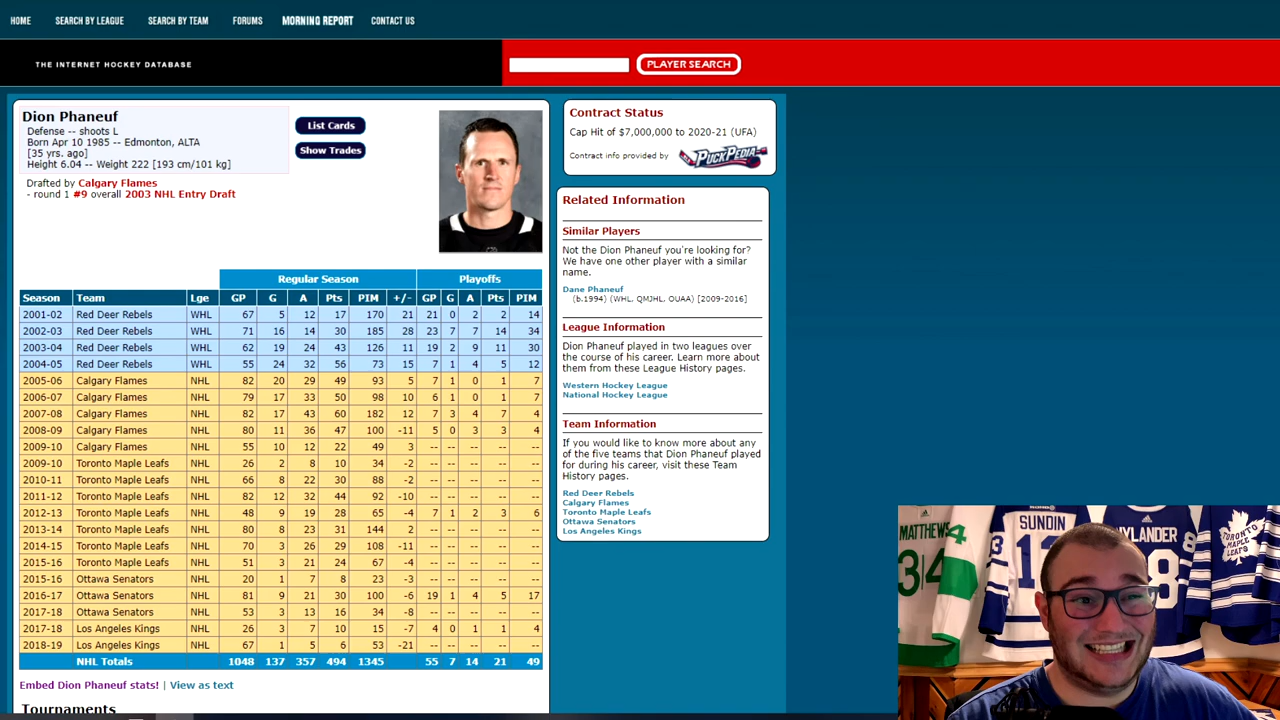 HOME SEARCH BY LEAGUE SEARCH BY TEAM FORUMS MORNING REPORT CONTACT US
THE INTERNET HOCKEY DATABASE
PLAYER SEARCH
Dion Phaneuf
Defense -- shoots L
Born Apr 10 1985 -- Edmonton, ALTA
[35 yrs. ago]
Height 6.04 -- Weight 222 [193 cm/101 kg]
List Cards
Show Trades
Drafted by Calgary Flames
- round 1 #9 overall 2003 NHL Entry Draft
Regular Season Playoffs
Season Team Lge GP G A Pts PIM +/- GP G A Pts PIM
2001-02 Red Deer Rebels WHL 67 5 12 17 170 21 21 0 2 2 14
2002-03 Red Deer Rebels WHL 71 16 14 30 185 28 23 7 7 14 34
2003-04 Red Deer Rebels WHL 62 19 24 43 126 11 19 2 9 11 30
2004-05 Red Deer Rebels WHL 55 24 32 56 73 15 7 1 4 5 12
2005-06 Calgary Flames NHL 82 20 29 49 93 5 7 1 0 1 7
2006-07 Calgary Flames NHL 79 17 33 50 98 10 6 1 0 1 7
2007-08 Calgary Flames NHL 82 17 43 60 182 12 7 3 4 7 4
2008-09 Calgary Flames NHL 80 11 36 47 100 -11 5 0 3 3 4
2009-10 Calgary Flames NHL 55 10 12 22 49 3 -- -- -- -- --
2009-10 Toronto Maple Leafs NHL 26 2 8 10 34 -2 -- -- -- -- --
2010-11 Toronto Maple Leafs NHL 66 8 22 30 88 -2 -- -- -- -- --
2011-12 Toronto Maple Leafs NHL 82 12 32 44 92 -10 -- -- -- -- --
2012-13 Toronto Maple Leafs NHL 48 9 19 28 65 -4 7 1 2 3 6
2013-14 Toronto Maple Leafs NHL 80 8 23 31 144 2 -- -- -- -- --
2014-15 Toronto Maple Leafs NHL 70 3 26 29 108 -11 -- -- -- -- --
2015-16 Toronto Maple Leafs NHL 51 3 21 24 67 -4 -- -- -- -- --
2015-16 Ottawa Senators NHL 20 1 7 8 23 -3 -- -- -- -- --
2016-17 Ottawa Senators NHL 81 9 21 30 100 -6 19 1 4 5 17
2017-18 Ottawa Senators NHL 53 3 13 16 34 -8 -- -- -- -- --
2017-18 Los Angeles Kings NHL 26 3 7 10 15 -7 4 0 1 1 4
2018-19 Los Angeles Kings NHL 67 1 5 6 53 -21 -- -- -- -- --
NHL Totals 1048 137 357 494 1345 55 7 14 21 49
Embed Dion Phaneuf stats! | View as text
Tournaments
Contract Status
Cap Hit of $7,000,000 to 2020-21 (UFA)
Contract info provided by PUCKPEDIA
Related Information
Similar Players
Not the Dion Phaneuf you're looking for?
We have one other player with a similar
name.
Dane Phaneuf
(b.1994) (WHL, QMJHL, OUAA) [2009-2016]
League Information
Dion Phaneuf played in two leagues over
the course of his career. Learn more about
them from these League History pages.
Western Hockey League
National Hockey League
Team Information
If you would like to know more about any
of the five teams that Dion Phaneuf played
for during his career, visit these Team
History pages.
Red Deer Rebels
Calgary Flames
Toronto Maple Leafs
Ottawa Senators
Los Angeles Kings
MATTHEWS
34
SUNDIN
13
NYLANDER
88
TORONTO
MAPLE
LEAFS